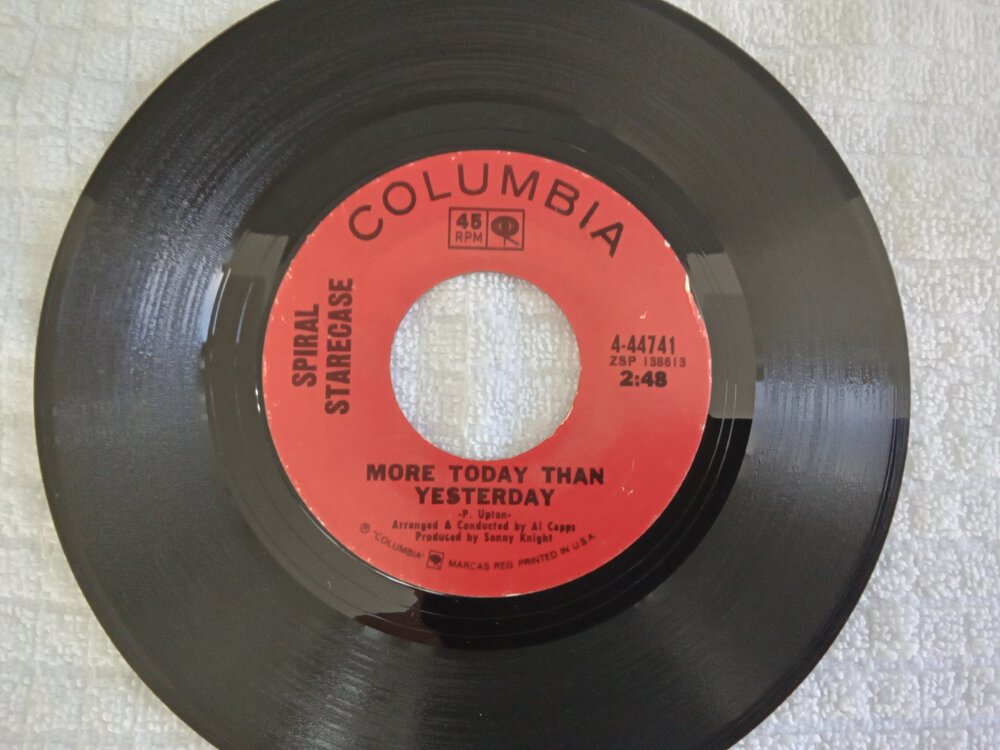 COLUMBIA
45
RPM
SPIRAL
STARECASE
4-44741
ZSP 138613
2:48
MORE TODAY THAN
YESTERDAY
-P. Upton-
Arranged & Conducted by Al Capps
Produced by Sonny Knight
℗ "COLUMBIA" MARCAS REG. PRINTED IN U.S.A.